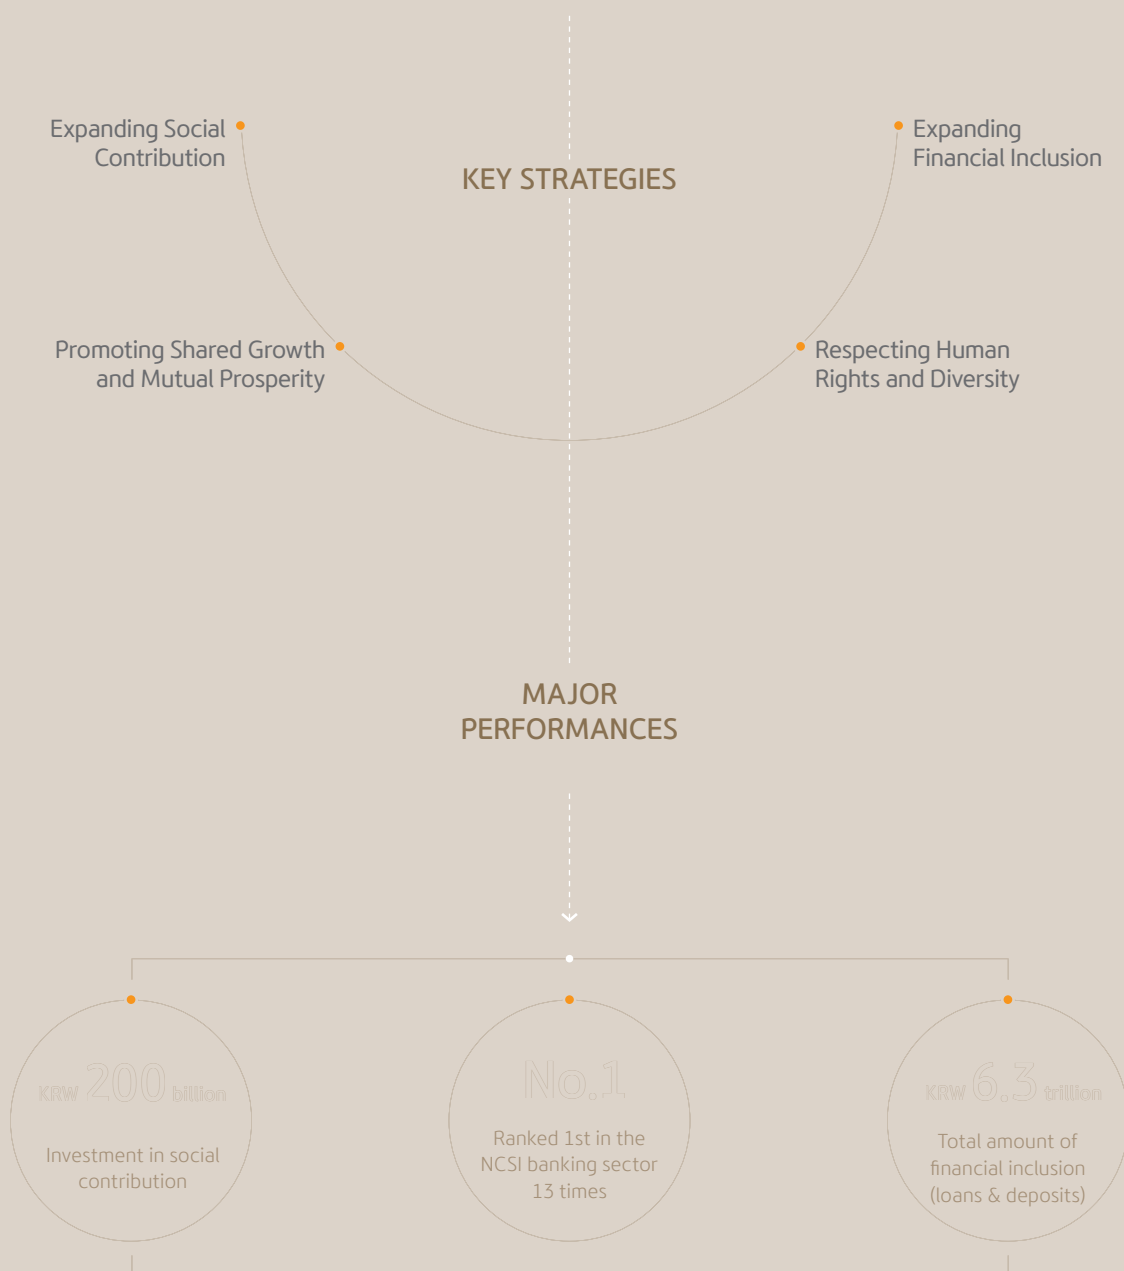 Expanding Social
Contribution
KEY STRATEGIES
Expanding
Financial Inclusion
Promoting Shared Growth
and Mutual Prosperity
Respecting Human
Rights and Diversity
MAJOR
PERFORMANCES
KRW 200 billion
Investment in social
contribution
No.1
Ranked 1st in the
NCSI banking sector
13 times
KRW 6.3 trillion
Total amount of
financial inclusion
(loans & deposits)